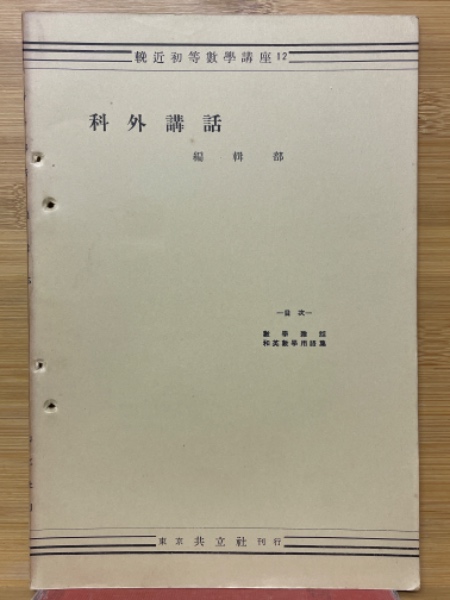 輓近初等數學講座12
科外講話
編輯部
―目次―
數學雜話
和英數學用語集
東京 共立社 刊行